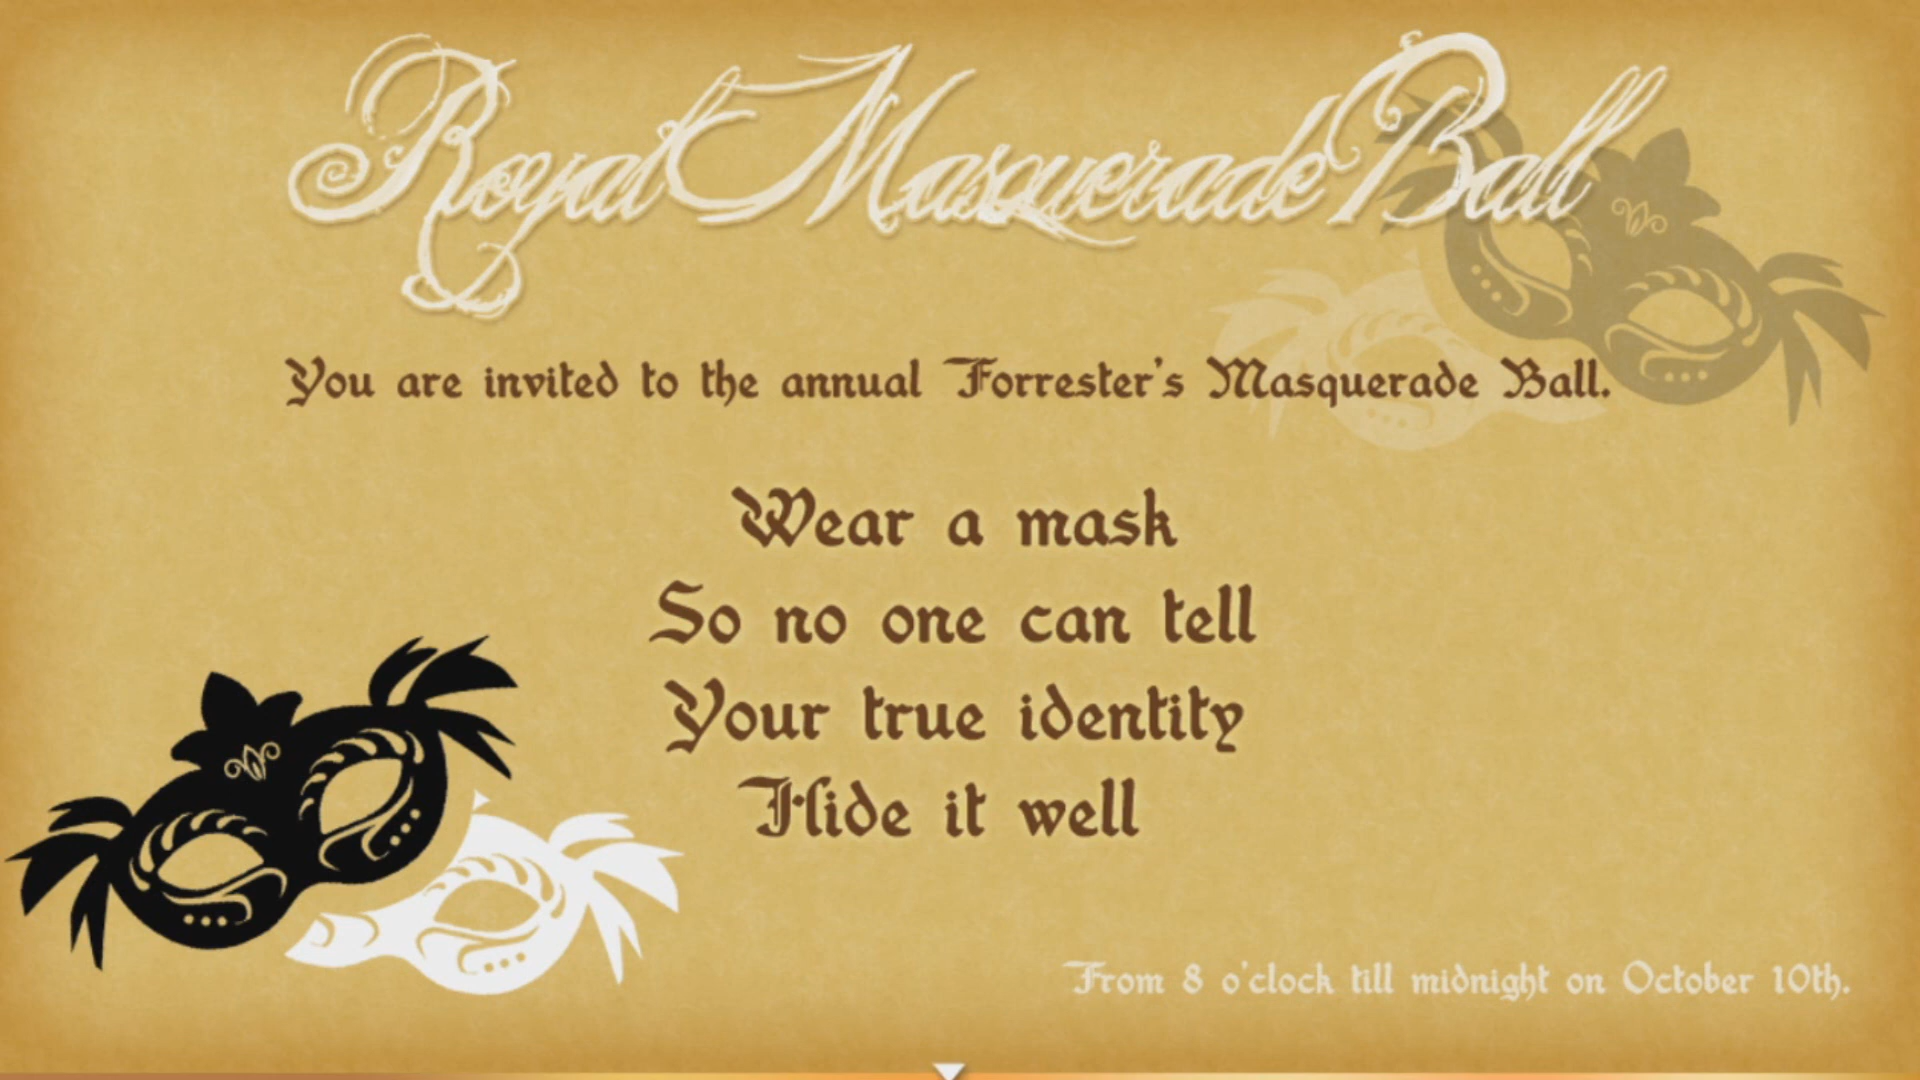 Royal Masquerade Ball
You are invited to the annual Forrester's Masquerade Ball.
Wear a mask
So no one can tell
Your true identity
Hide it well
From 8 o'clock till midnight on October 10th.